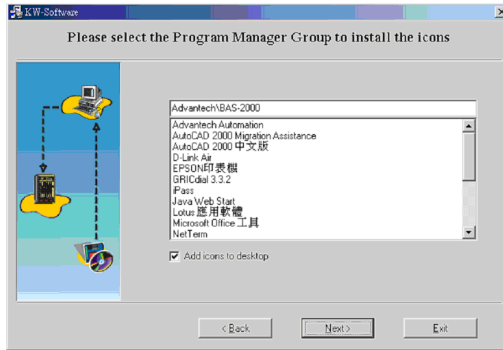 KW-Software
Please select the Program Manager Group to install the icons
Advantech\BAS-2000
Advantech Automation
AutoCAD 2000 Migration Assistance
AutoCAD 2000 中文版
D-Link Air
EPSON印表機
GRICdial 3.3.2
iPass
Java Web Start
Lotus 應用軟體
Microsoft Office 工具
NetTerm
Add icons to desktop
< Back
Next >
Exit